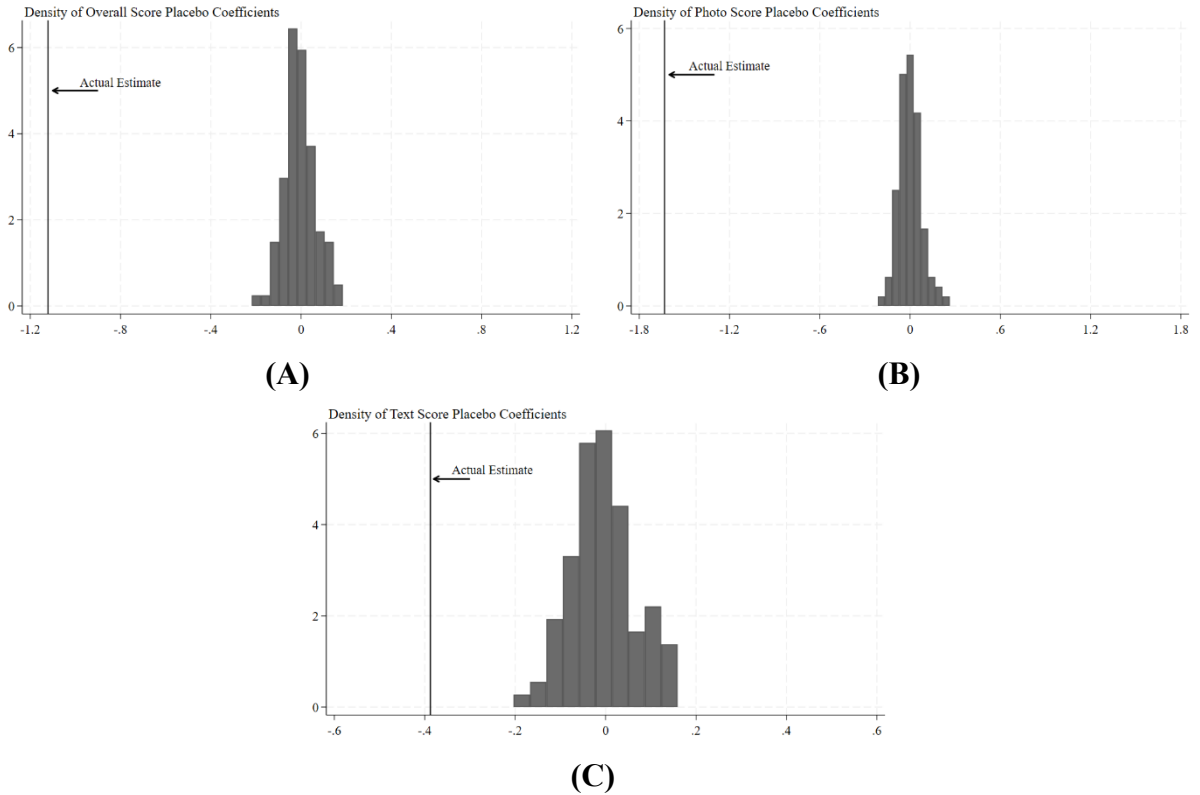 Density of Overall Score Placebo Coefficients
6
Actual Estimate
4
2
0
-1.2 -.8 -.4 0 .4 .8 1.2
(A)
Density of Photo Score Placebo Coefficients
6
Actual Estimate
4
2
0
-1.8 -1.2 -.6 0 .6 1.2 1.8
(B)
Density of Text Score Placebo Coefficients
6
Actual Estimate
4
2
0
-.6 -.4 -.2 0 .2 .4 .6
(C)